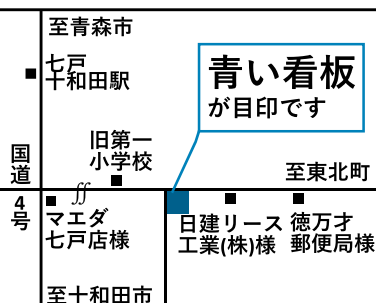 至青森市
七戸
十和田駅
青い看板
が目印です
旧第一
小学校
国道
4号
至東北町
マエダ
七戸店様
日建リース
工業(株)様
徳万才
郵便局様
至十和田市